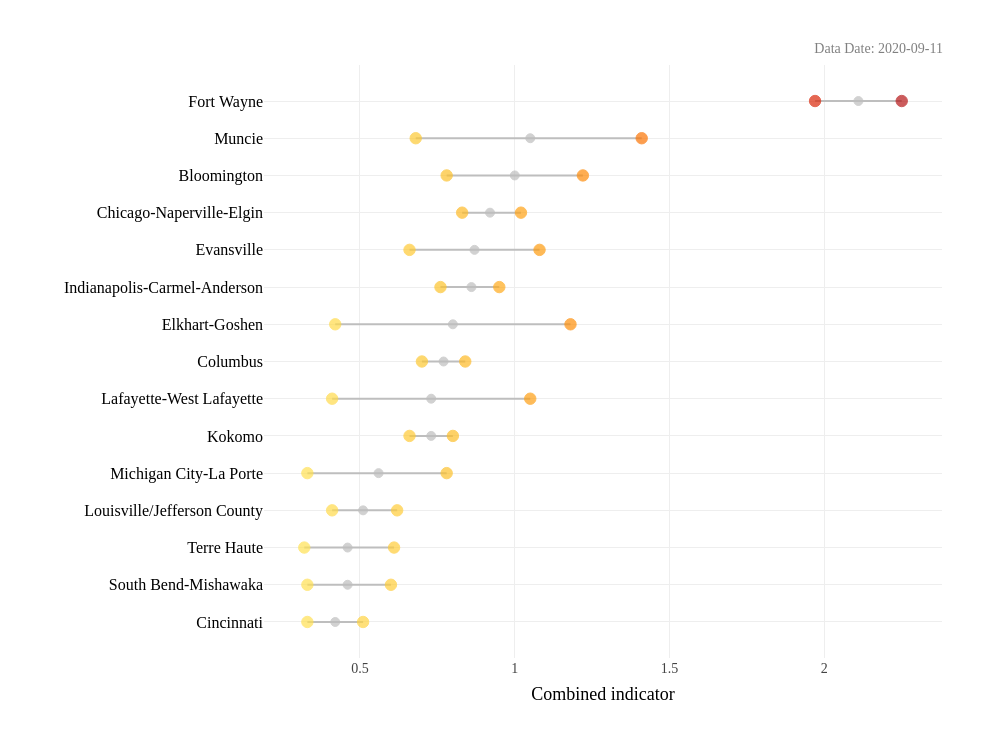 Data Date: 2020-09-11
Fort Wayne
Muncie
Bloomington
Chicago-Naperville-Elgin
Evansville
Indianapolis-Carmel-Anderson
Elkhart-Goshen
Columbus
Lafayette-West Lafayette
Kokomo
Michigan City-La Porte
Louisville/Jefferson County
Terre Haute
South Bend-Mishawaka
Cincinnati
0.5 1 1.5 2
Combined indicator